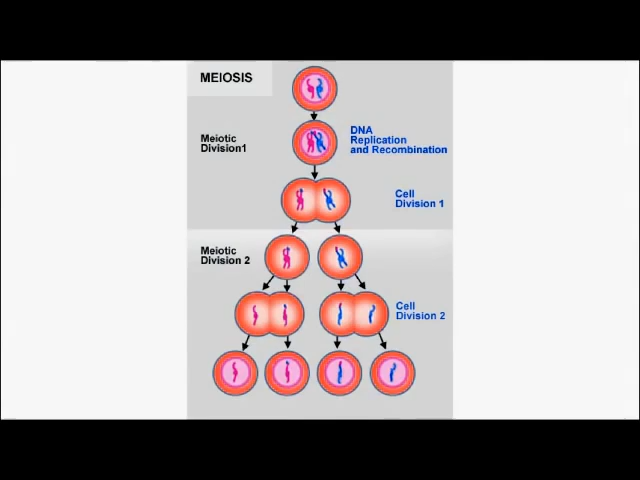 MEIOSIS
Meiotic
Division1
DNA
Replication
and Recombination
Cell
Division 1
Meiotic
Division 2
Cell
Division 2